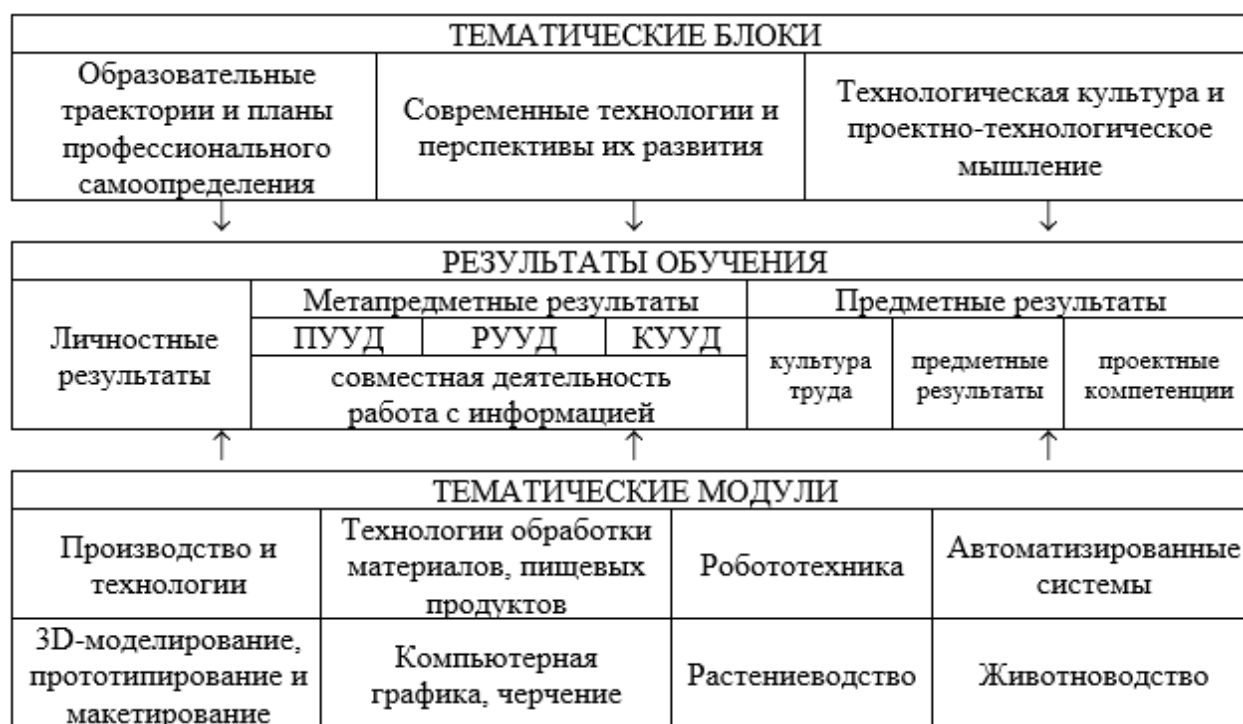 ТЕМАТИЧЕСКИЕ БЛОКИ
Образовательные
траектории и планы
профессионального
самоопределения
Современные технологии и
перспективы их развития
Технологическая культура и
проектно-технологическое
мышление
↓ ↓ ↓
РЕЗУЛЬТАТЫ ОБУЧЕНИЯ
Личностные
результаты
Метапредметные результаты
ПУУД РУУД КУУД
совместная деятельность
работа с информацией
Предметные результаты
культура
труда
предметные
результаты
проектные
компетенции
↑ ↑ ↑
ТЕМАТИЧЕСКИЕ МОДУЛИ
Производство и
технологии
Технологии обработки
материалов, пищевых
продуктов
Робототехника
Автоматизированные
системы
3D-моделирование,
прототипирование и
макетирование
Компьютерная
графика, черчение
Растениеводство
Животноводство